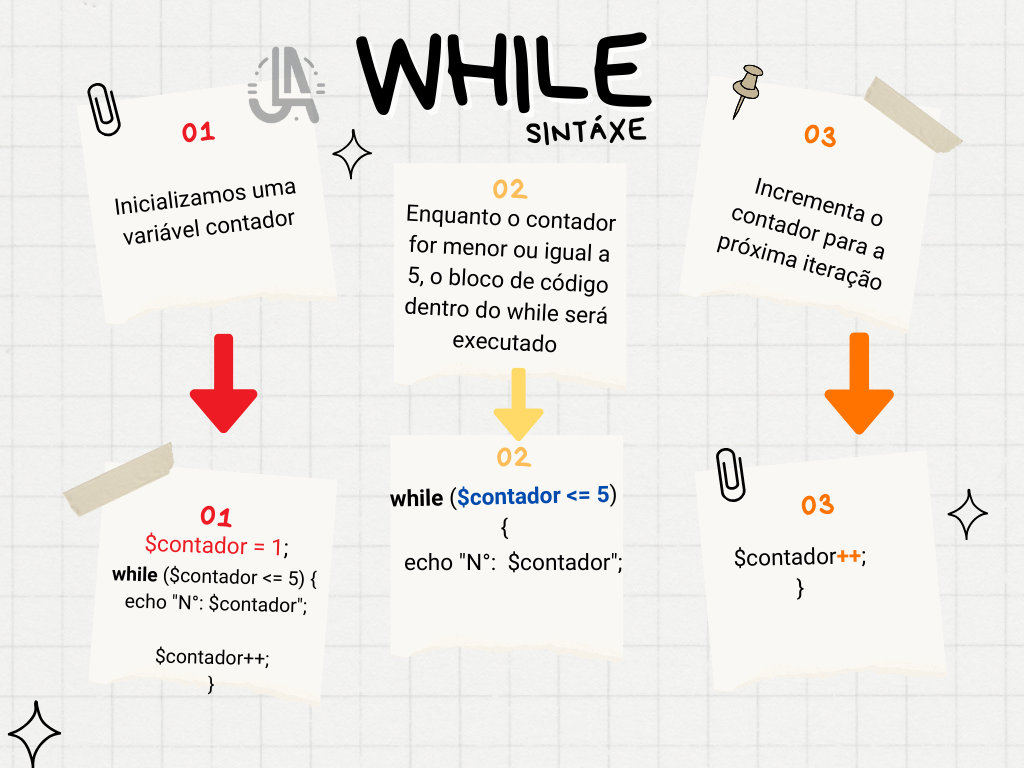 JLA
WHILE
SINTÁXE
01
Inicializamos uma
variável contador
02
Enquanto o contador
for menor ou igual a
5, o bloco de código
dentro do while será
executado
03
Incrementa o
contador para a
próxima iteração
01
$contador = 1;
while ($contador <= 5) {
echo "N°: $contador";
$contador++;
}
02
while ($contador <= 5)
{
echo "N°:  $contador";
03
$contador++;
}